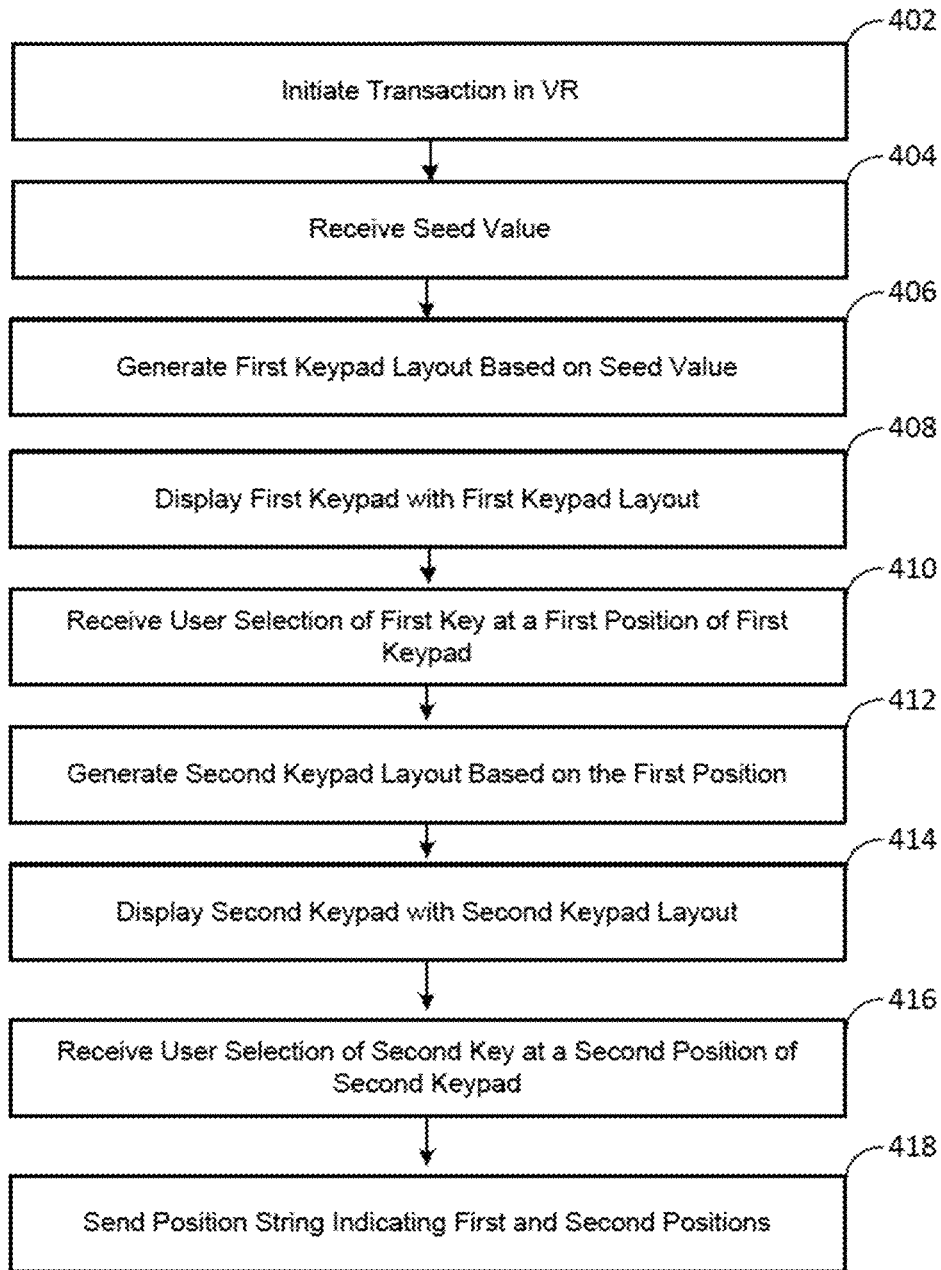 402
Initiate Transaction in VR
404
Receive Seed Value
406
Generate First Keypad Layout Based on Seed Value
408
Display First Keypad with First Keypad Layout
410
Receive User Selection of First Key at a First Position of First
Keypad
412
Generate Second Keypad Layout Based on the First Position
414
Display Second Keypad with Second Keypad Layout
416
Receive User Selection of Second Key at a Second Position of
Second Keypad
418
Send Position String Indicating First and Second Positions